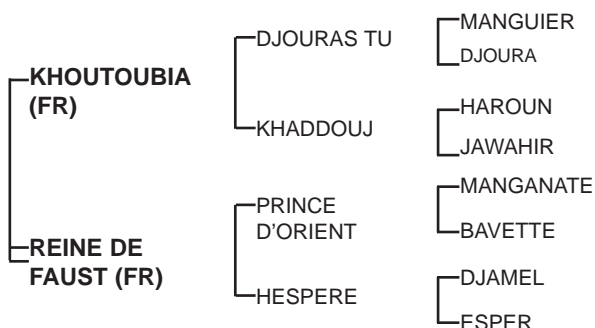 MANGUIER
DJOURAS TU
DJOURA
KHOUTOUBIA
(FR)
HAROUN
KHADDOUJ
JAWAHIR
MANGANATE
PRINCE
D'ORIENT
BAVETTE
REINE DE
FAUST (FR)
DJAMEL
HESPERE
ESPER